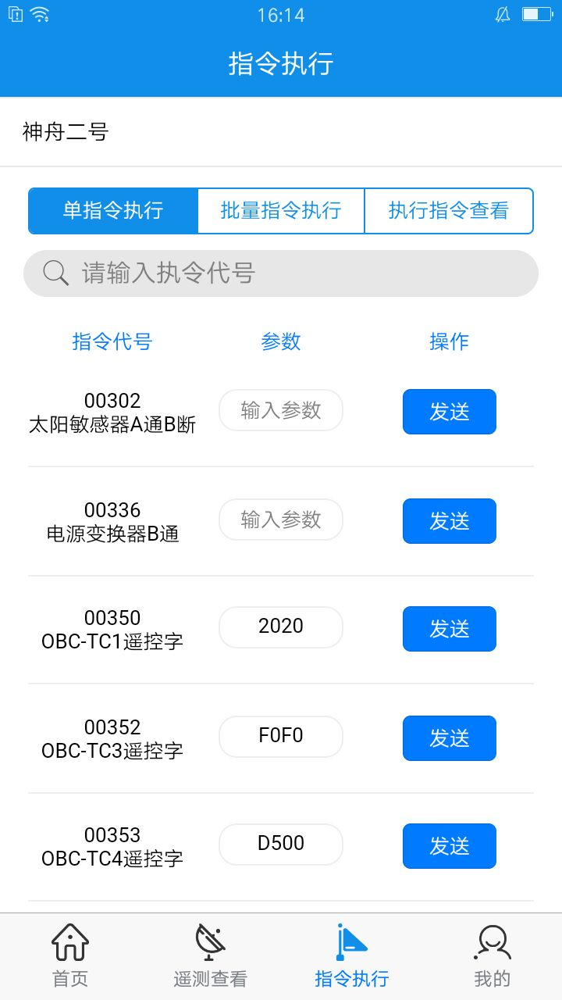 16:14
指令执行
神舟二号
单指令执行 批量指令执行 执行指令查看
请输入执令代号
指令代号 参数 操作
00302
太阳敏感器A通B断 输入参数 发送
00336
电源变换器B通 输入参数 发送
00350
OBC-TC1遥控字 2020 发送
00352
OBC-TC3遥控字 F0F0 发送
00353
OBC-TC4遥控字 D500 发送
首页 遥测查看 指令执行 我的